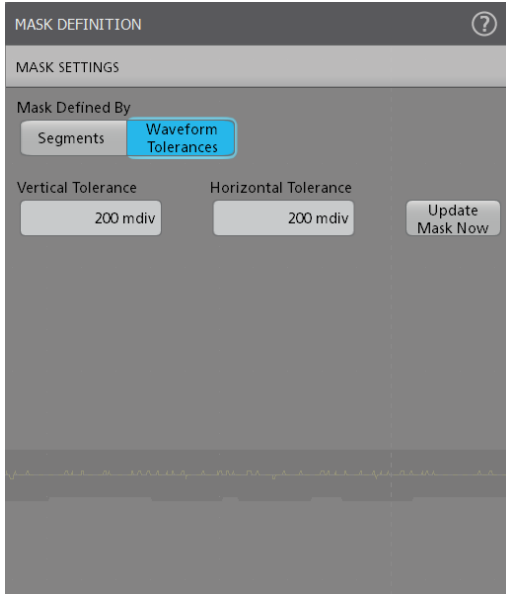 MASK DEFINITION
?
MASK SETTINGS
Mask Defined By
Segments
Waveform
Tolerances
Vertical Tolerance
Horizontal Tolerance
200 mdiv
200 mdiv
Update
Mask Now